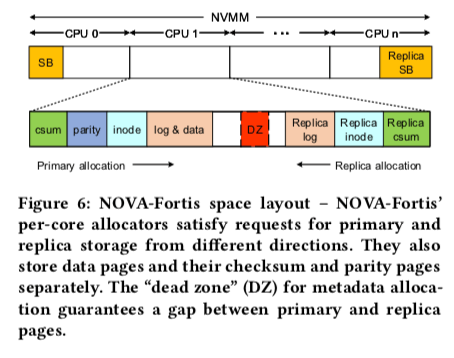 NVMM
CPU 0 CPU 1 ... CPU n
SB Replica
SB
csum parity inode log & data DZ Replica
log Replica
inode Replica
csum
Primary allocation Replica allocation
Figure 6: NOVA-Fortis space layout – NOVA-Fortis’
per-core allocators satisfy requests for primary and
replica storage from different directions. They also
store data pages and their checksum and parity pages
separately. The “dead zone” (DZ) for metadata alloca-
tion guarantees a gap between primary and replica
pages.